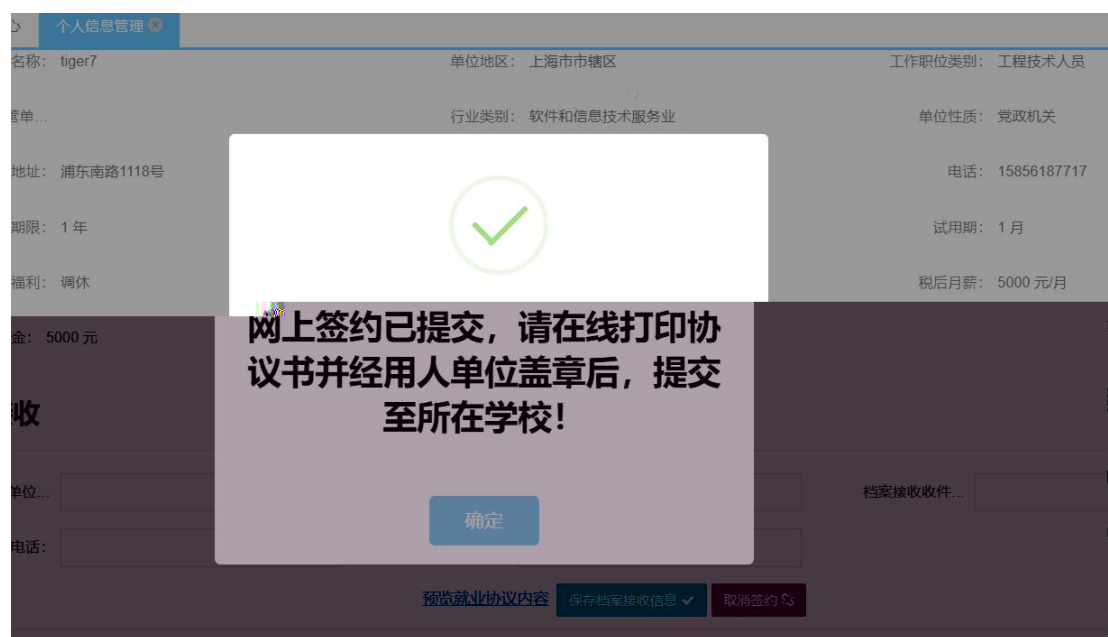 个人信息管理
名称： tiger7 单位地区： 上海市市辖区 工作职位类别： 工程技术人员
营单... 行业类别： 软件和信息技术服务业 单位性质： 党政机关
地址： 浦东南路1118号 电话： 15856187717
期限： 1 年 试用期： 1 月
福利： 调休 税后月薪： 5000 元/月
金： 5000 元
网上签约已提交，请在线打印协
议书并经用人单位盖章后，提交
至所在学校！
收
单位... 档案接收收件...
确定
电话：
预览就业协议内容 保存档案接收信息 取消签约